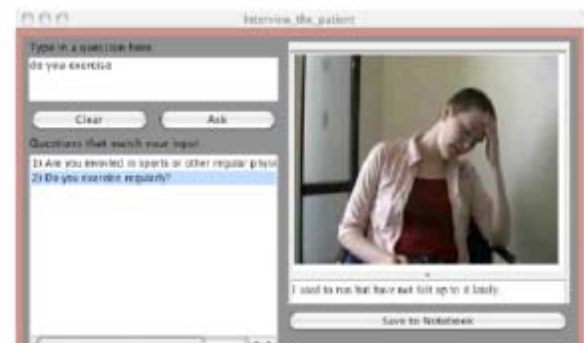 Interview_the_patient
Type in a question here
do you exercise
Clear
Ask
Questions that match your input
1) Are you involved in sports or other regular physi
2) Do you exercise regularly?
I used to run but have not felt up to it lately.
Save to Notebook